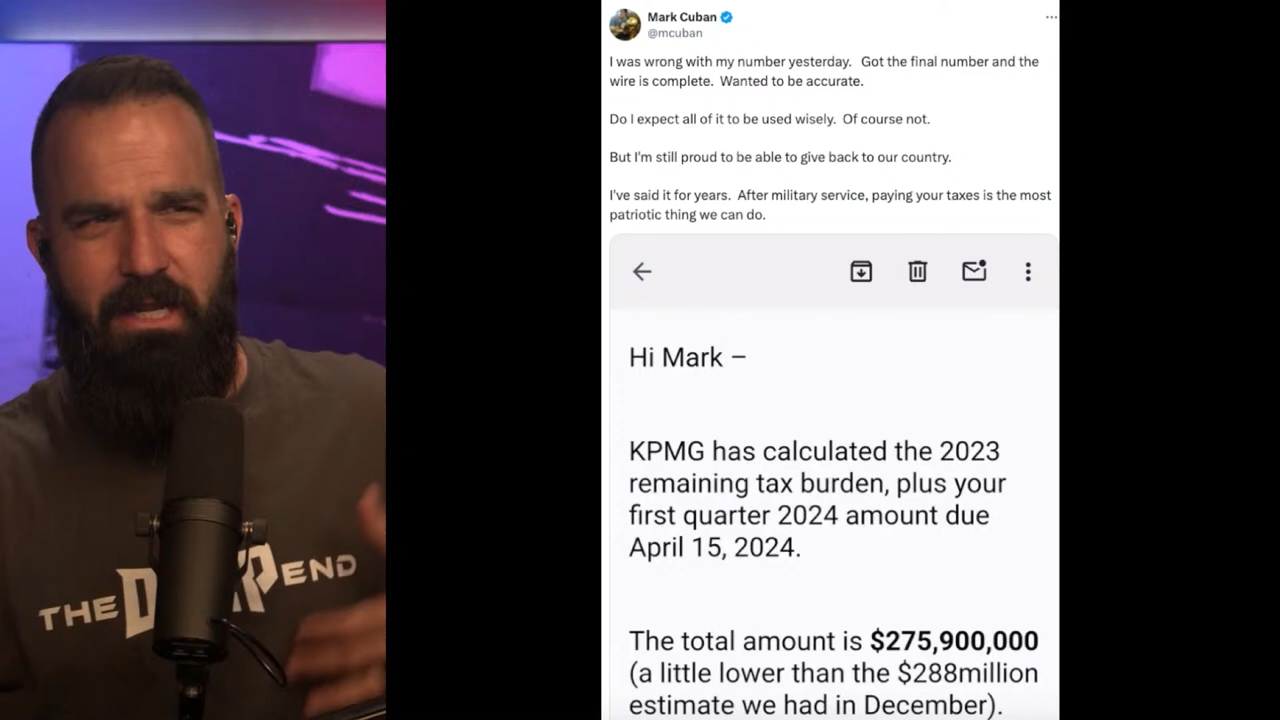 Mark Cuban
@mcuban
I was wrong with my number yesterday. Got the final number and the
wire is complete. Wanted to be accurate.
Do I expect all of it to be used wisely. Of course not.
But I'm still proud to be able to give back to our country.
I've said it for years. After military service, paying your taxes is the most
patriotic thing we can do.
Hi Mark –
KPMG has calculated the 2023
remaining tax burden, plus your
first quarter 2024 amount due
April 15, 2024.
The total amount is $275,900,000
(a little lower than the $288million
estimate we had in December).
THE
END